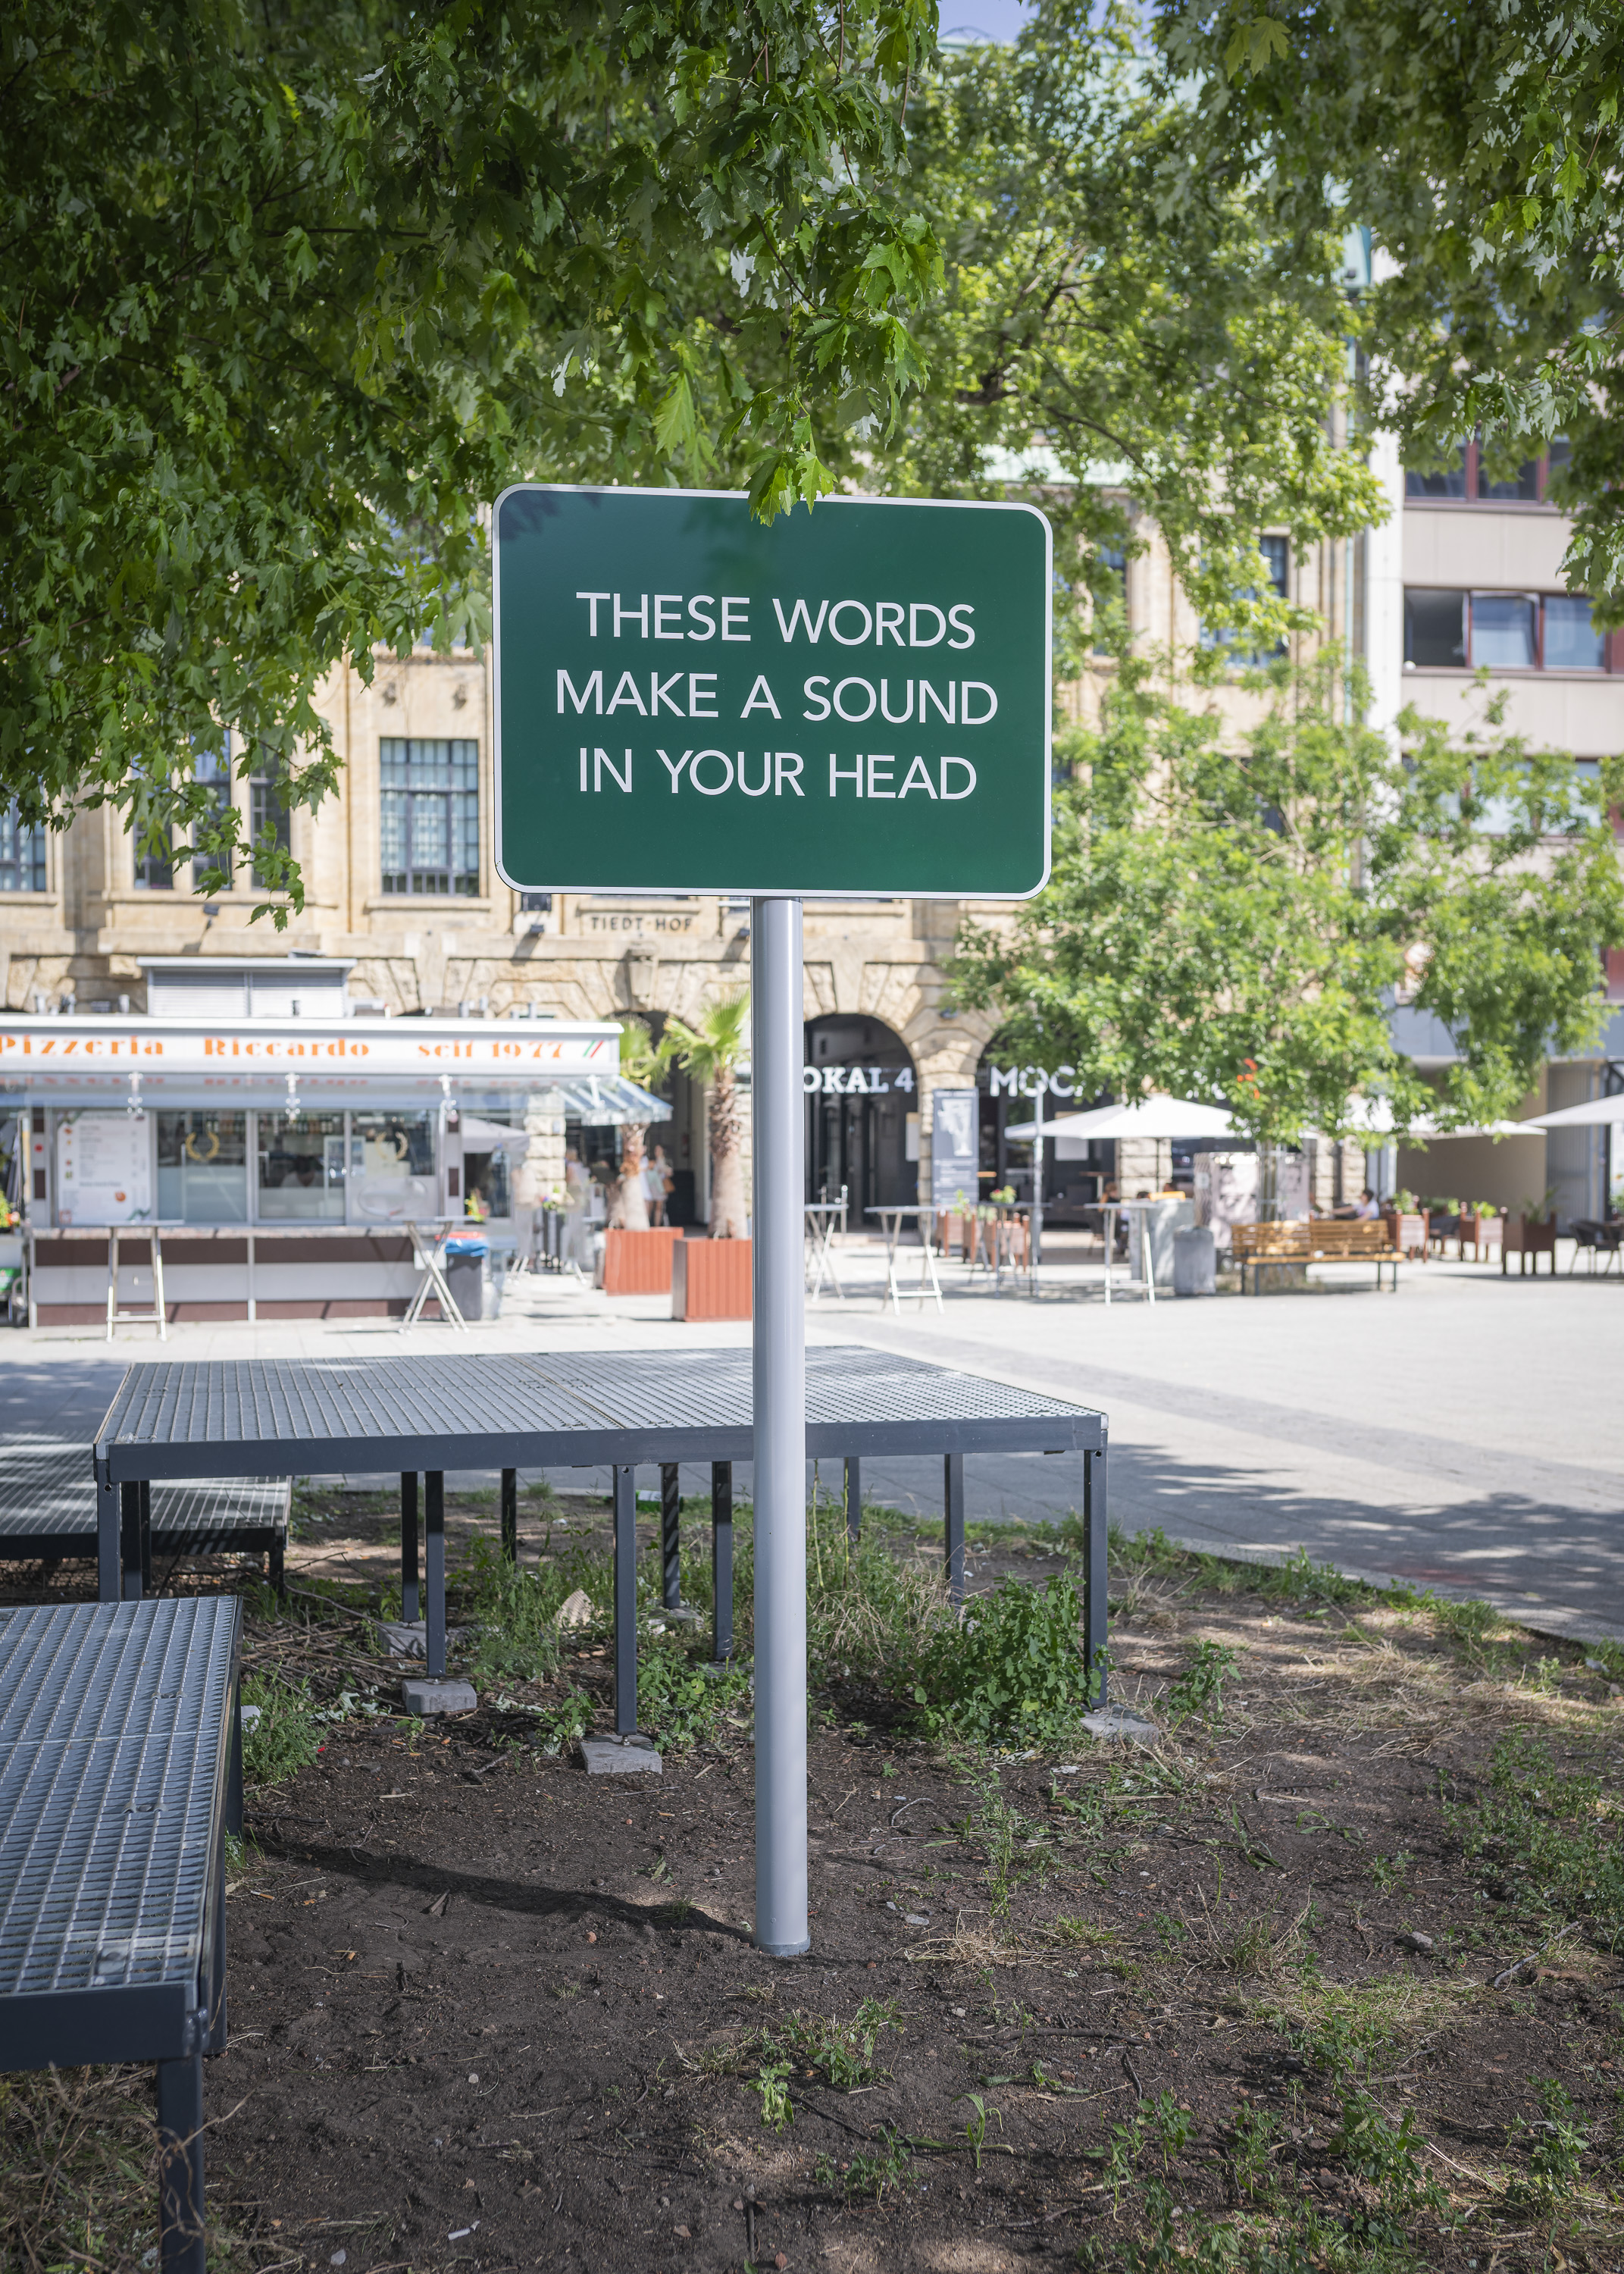 THESE WORDS
MAKE A SOUND
IN YOUR HEAD
TIEDT-HOF
Pizzeria Riccardo seit 1977
OKAL 4
MOC